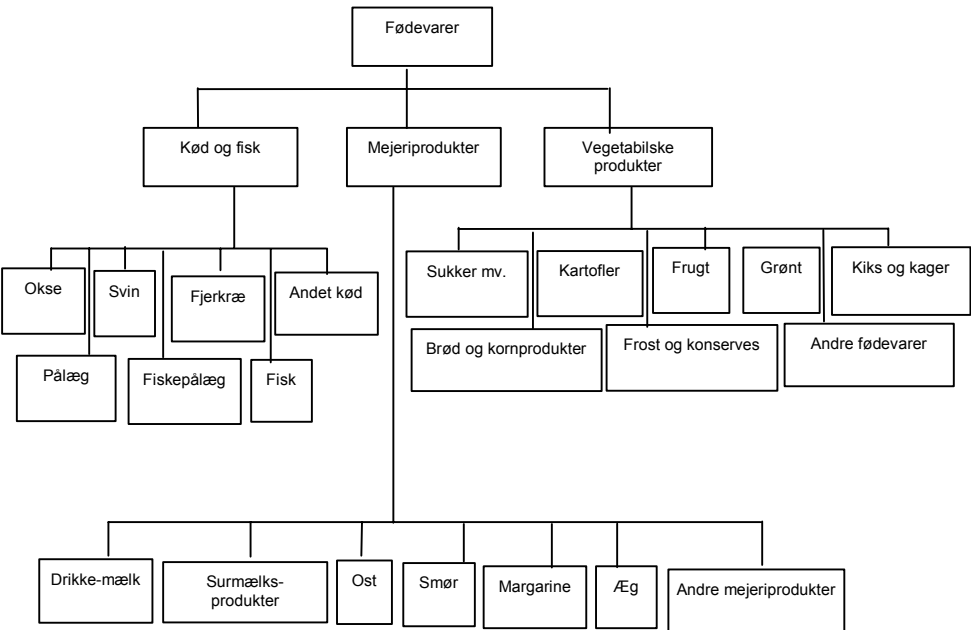 Fødevarer
Kød og fisk
Mejeriprodukter
Vegetabilske
produkter
Okse
Svin
Fjerkræ
Andet kød
Pålæg
Fiskepålæg
Fisk
Sukker mv.
Kartofler
Frugt
Grønt
Kiks og kager
Brød og kornprodukter
Frost og konserves
Andre fødevarer
Drikke-mælk
Surmælks-
produkter
Ost
Smør
Margarine
Æg
Andre mejeriprodukter